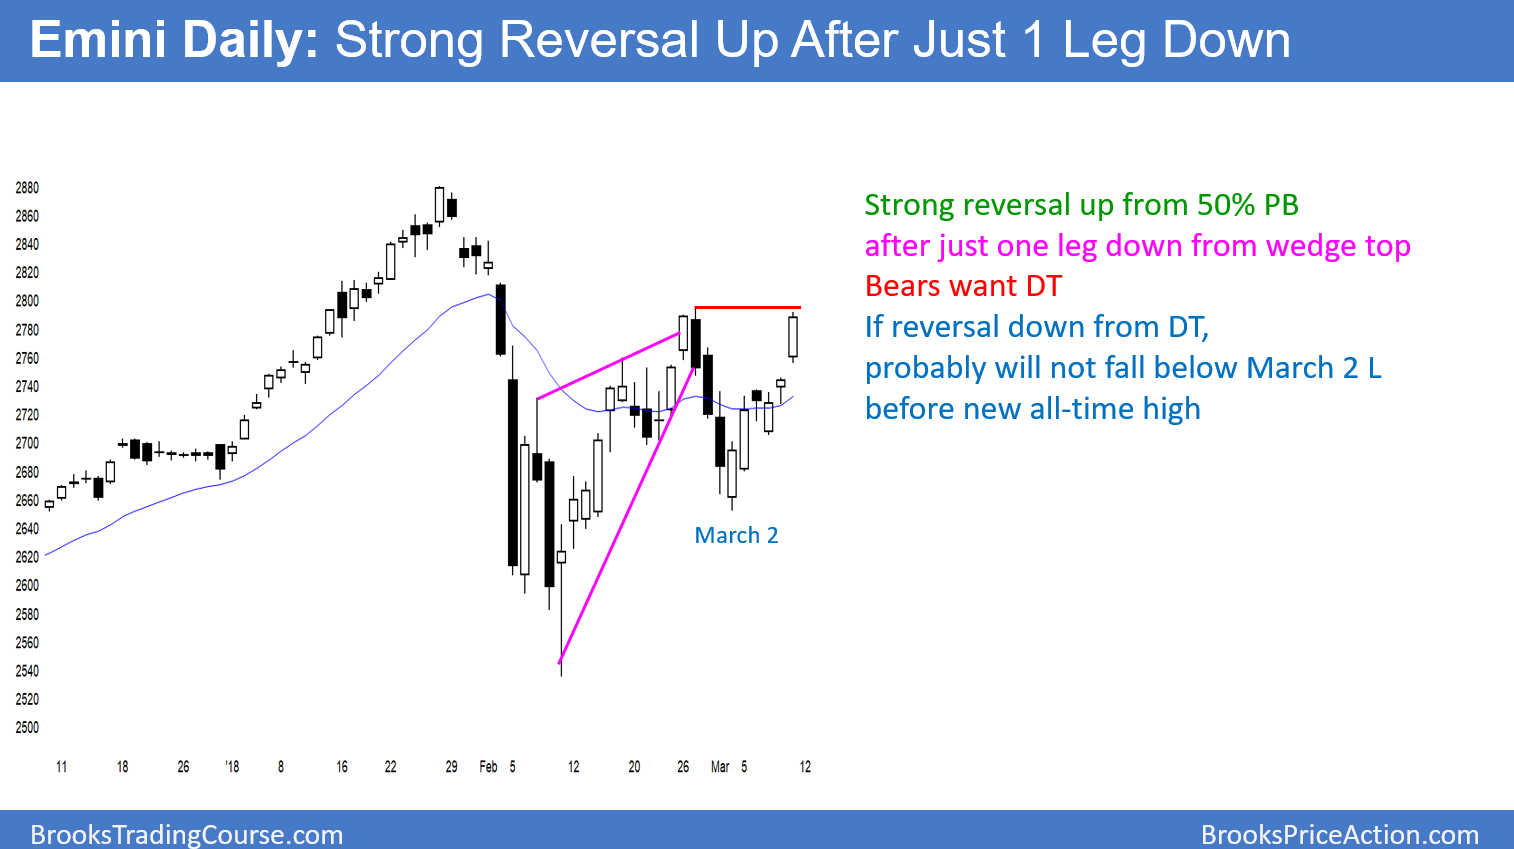 Emini Daily: Strong Reversal Up After Just 1 Leg Down
2880
2860
2840
2820
2800
2780
2760
2740
2720
2700
2680
2660
2640
2620
2600
2580
2560
2540
2520
2500
Strong reversal up from 50% PB
after just one leg down from wedge top
Bears want DT
If reversal down from DT,
probably will not fall below March 2 L
before new all-time high
March 2
11 18 26 '18 8 16 22 29 Feb 5 12 20 26 Mar 5 12
BrooksTradingCourse.com
BrooksPriceAction.com